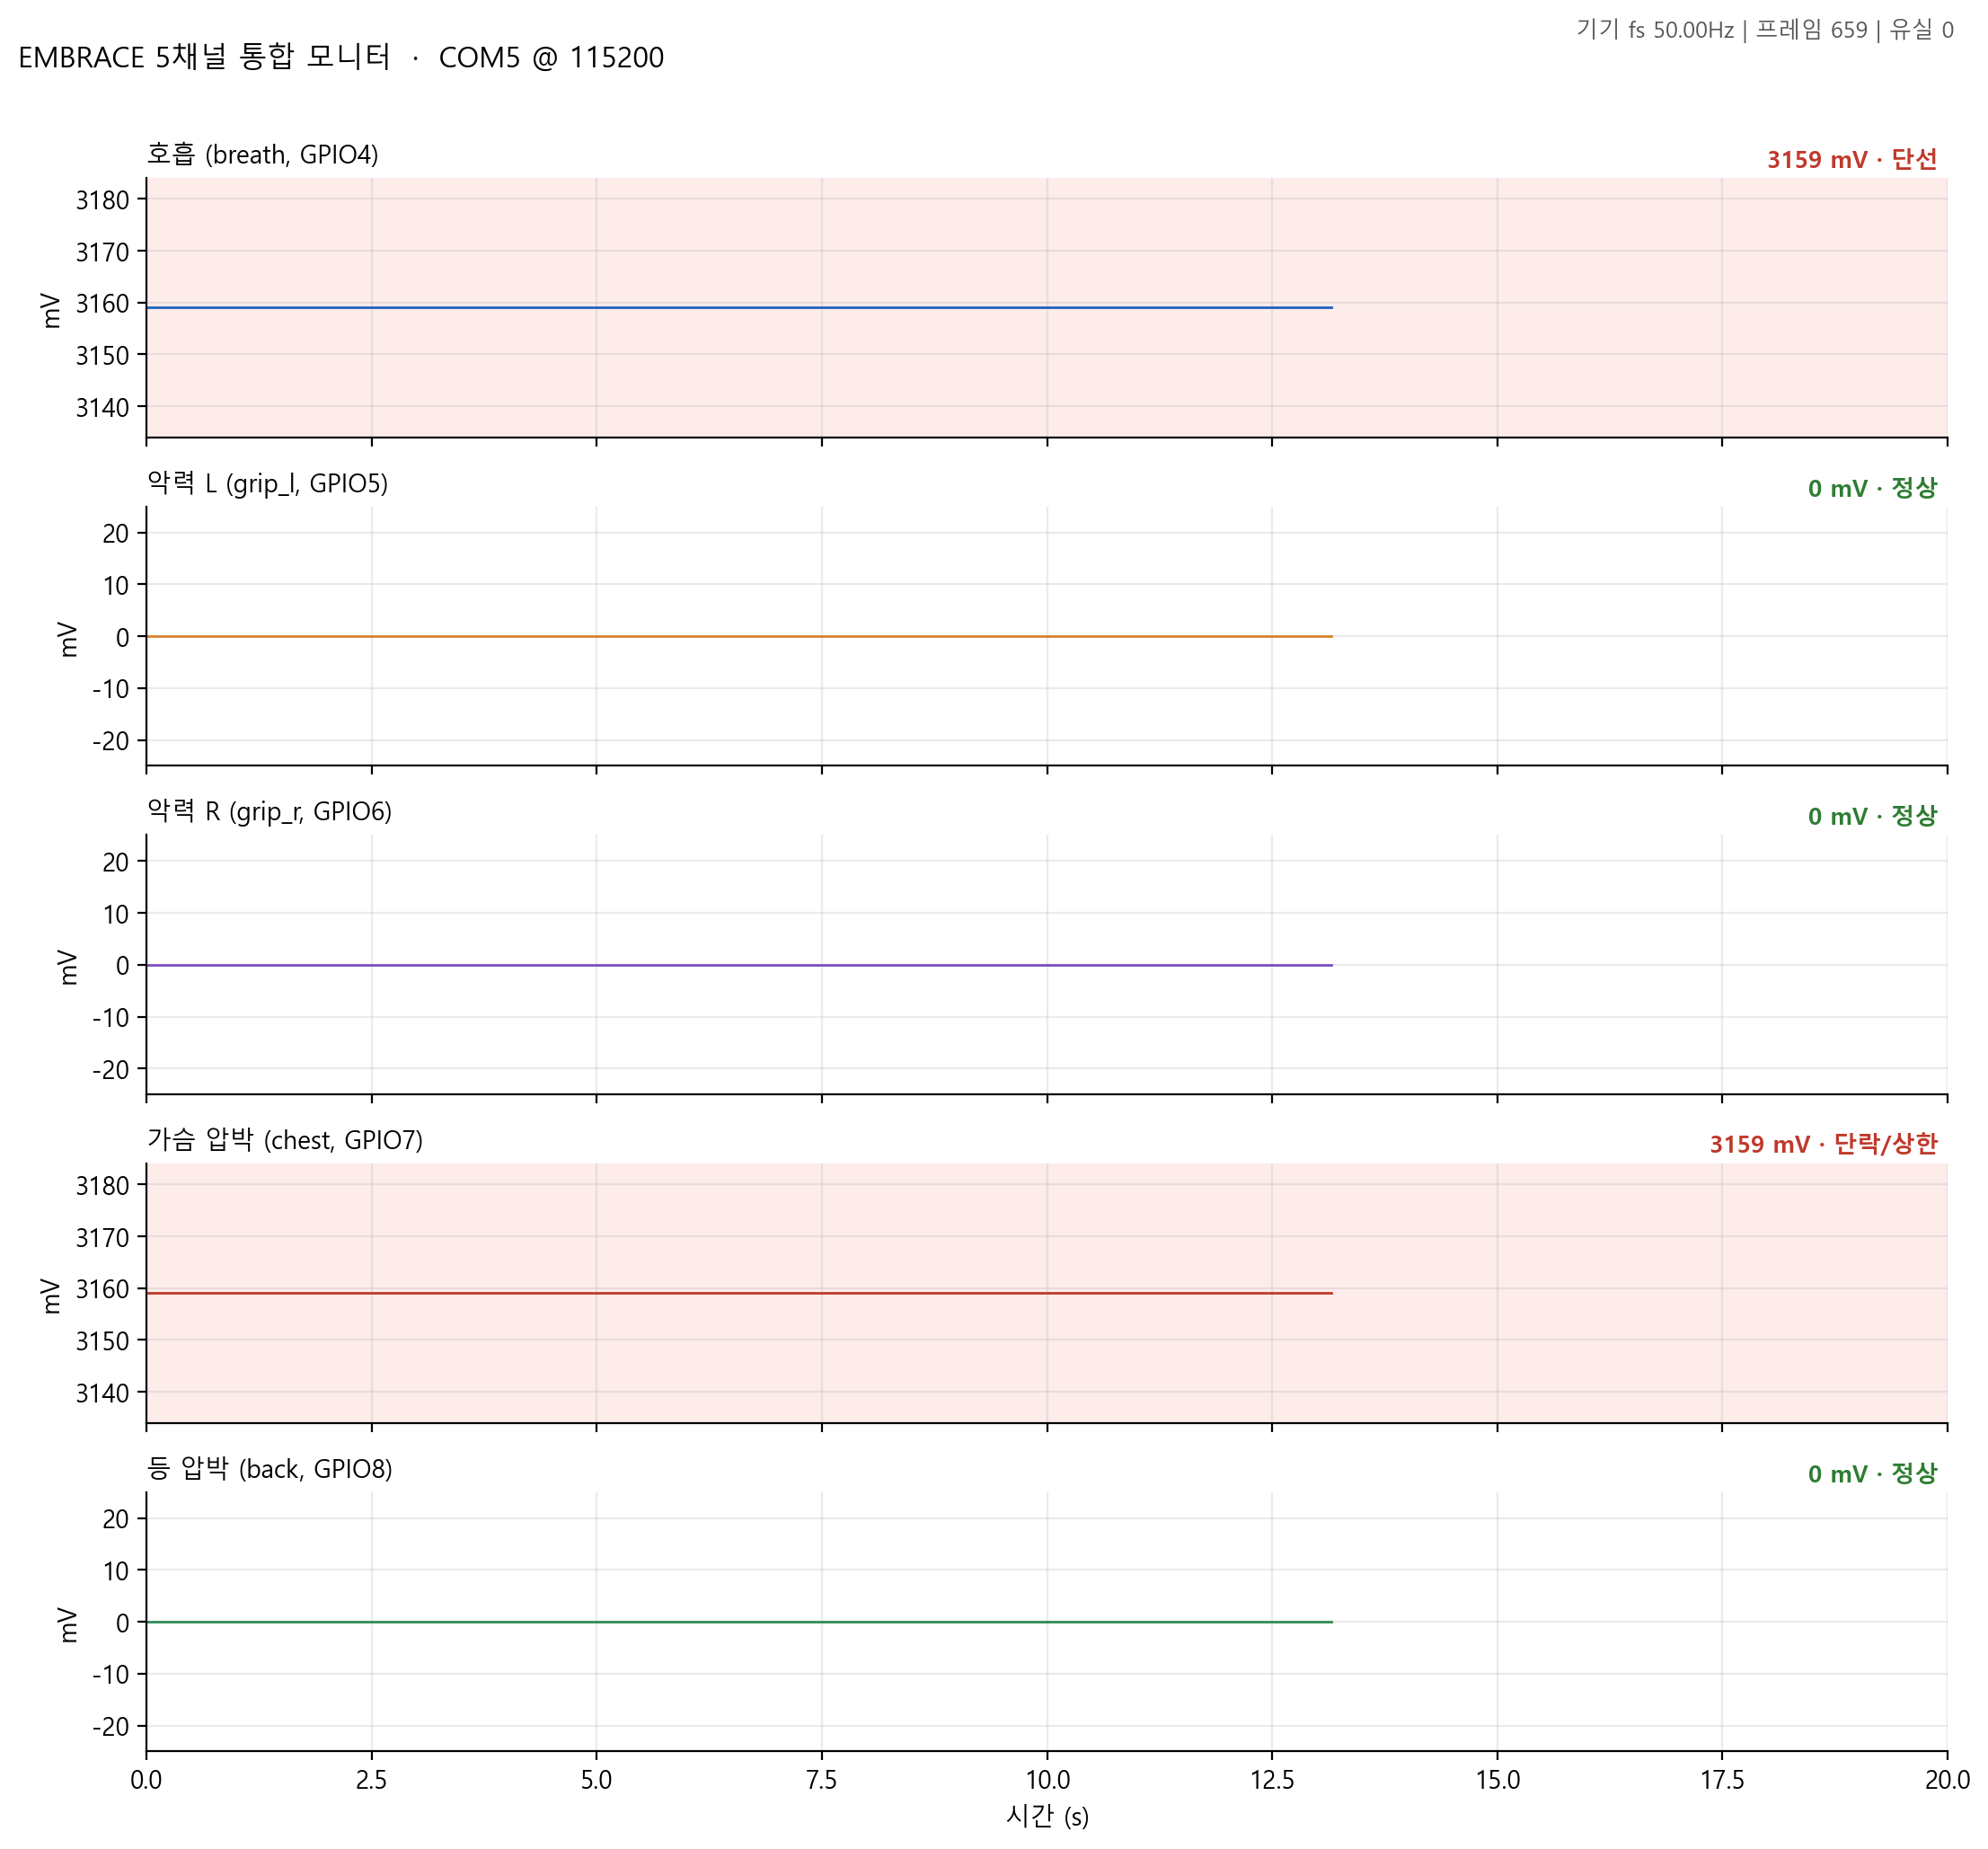 기기 fs 50.00Hz | 프레임 659 | 유실 0
EMBRACE 5채널 통합 모니터 · COM5 @ 115200
호흡 (breath, GPIO4)
3159 mV · 단선
3180
3170
3160
3150
3140
mV
악력 L (grip_l, GPIO5)
0 mV · 정상
20
10
0
-10
-20
mV
악력 R (grip_r, GPIO6)
0 mV · 정상
20
10
0
-10
-20
mV
가슴 압박 (chest, GPIO7)
3159 mV · 단락/상한
3180
3170
3160
3150
3140
mV
등 압박 (back, GPIO8)
0 mV · 정상
20
10
0
-10
-20
mV
0.0 2.5 5.0 7.5 10.0 12.5 15.0 17.5 20.0
시간 (s)